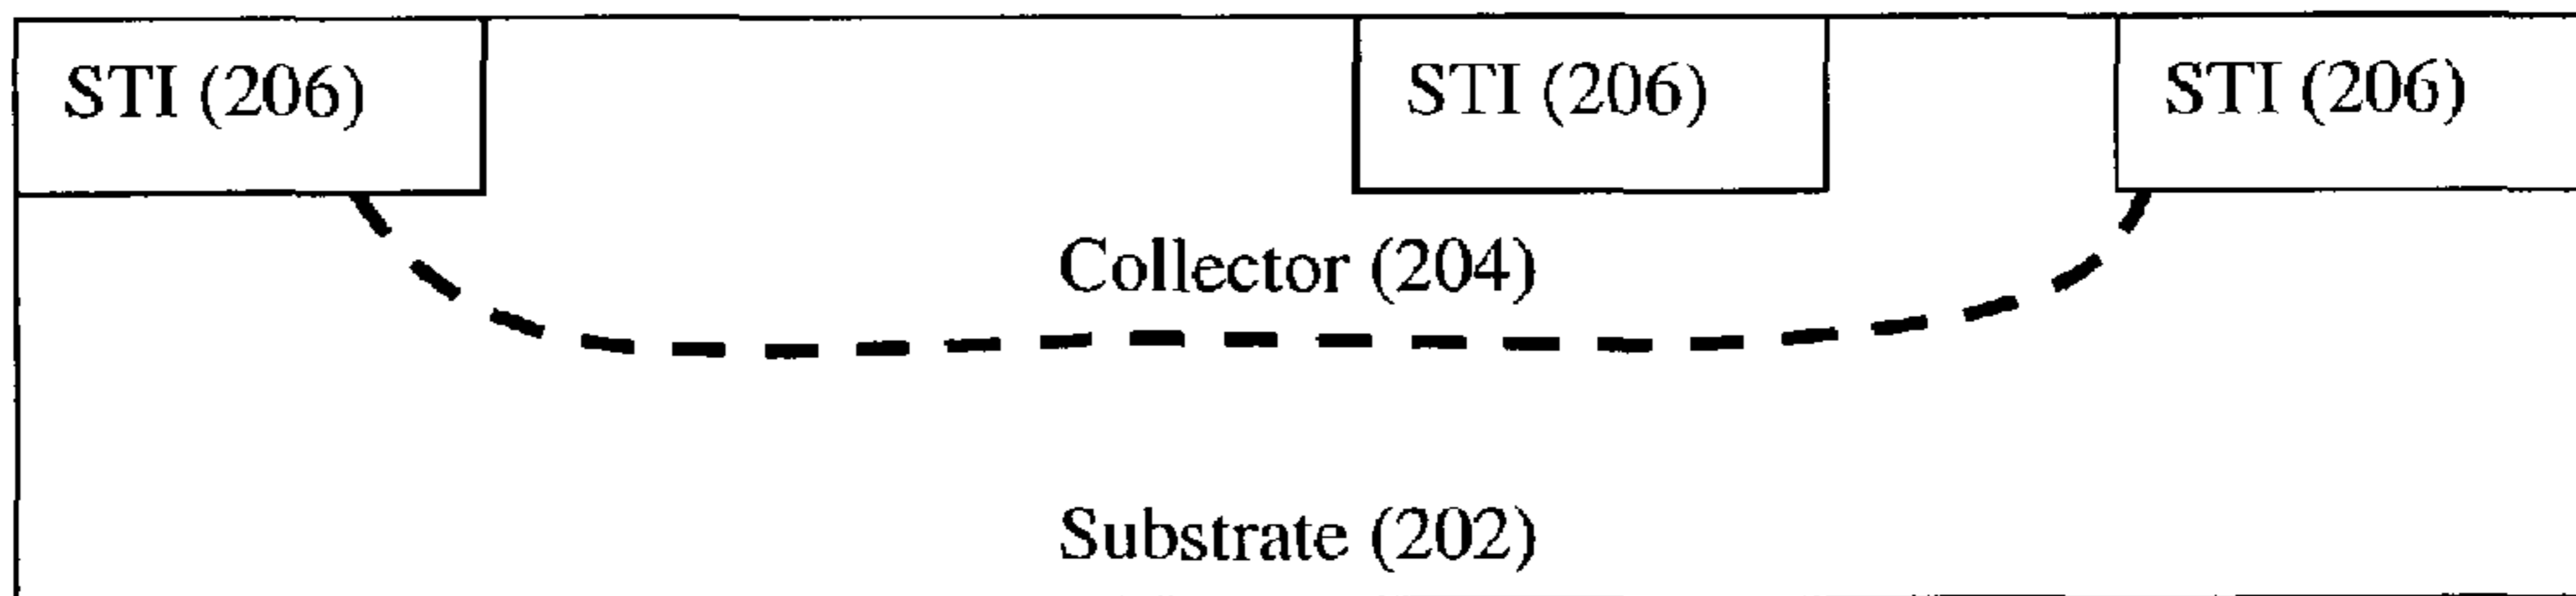 STI (206) STI (206) STI (206)
Collector (204)
Substrate (202)